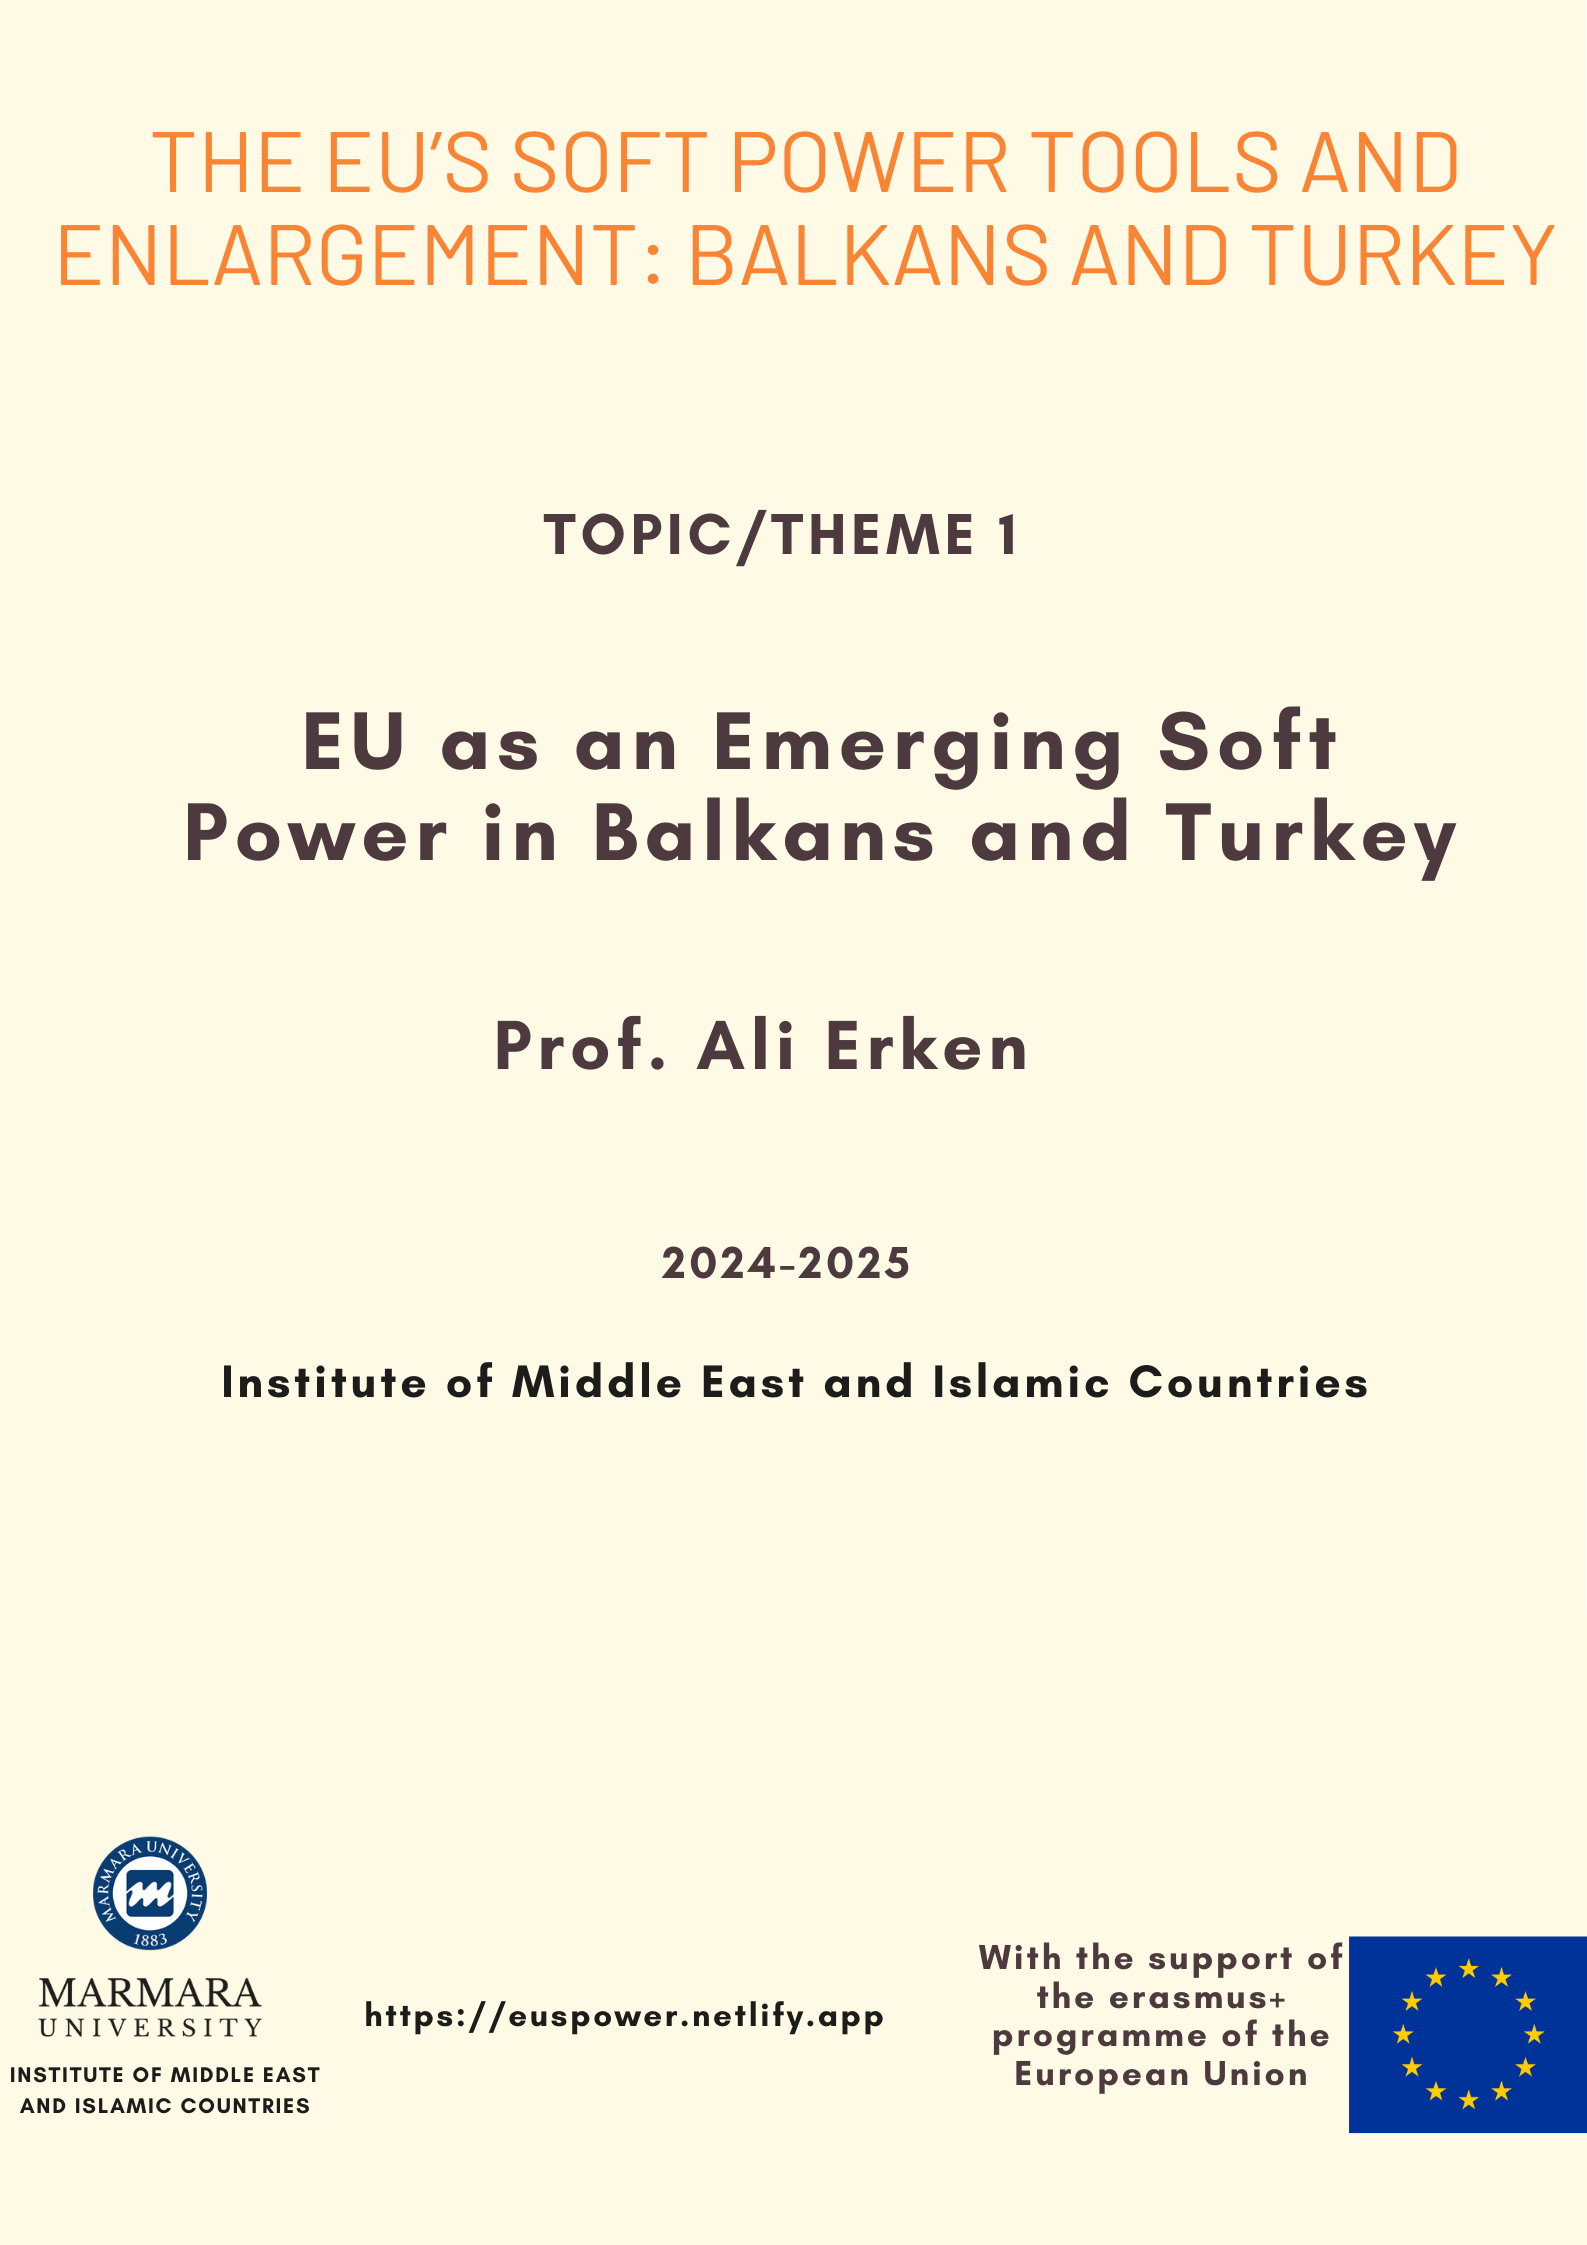 THE EU’S SOFT POWER TOOLS AND
ENLARGEMENT: BALKANS AND TURKEY
TOPIC/THEME 1
EU as an Emerging Soft
Power in Balkans and Turkey
Prof. Ali Erken
2024-2025
Institute of Middle East and Islamic Countries
MARMARA UNIVERSITY
1883
MARMARA
UNIVERSITY
INSTITUTE OF MIDDLE EAST
AND ISLAMIC COUNTRIES
https://euspower.netlify.app
With the support of
the erasmus+
programme of the
European Union